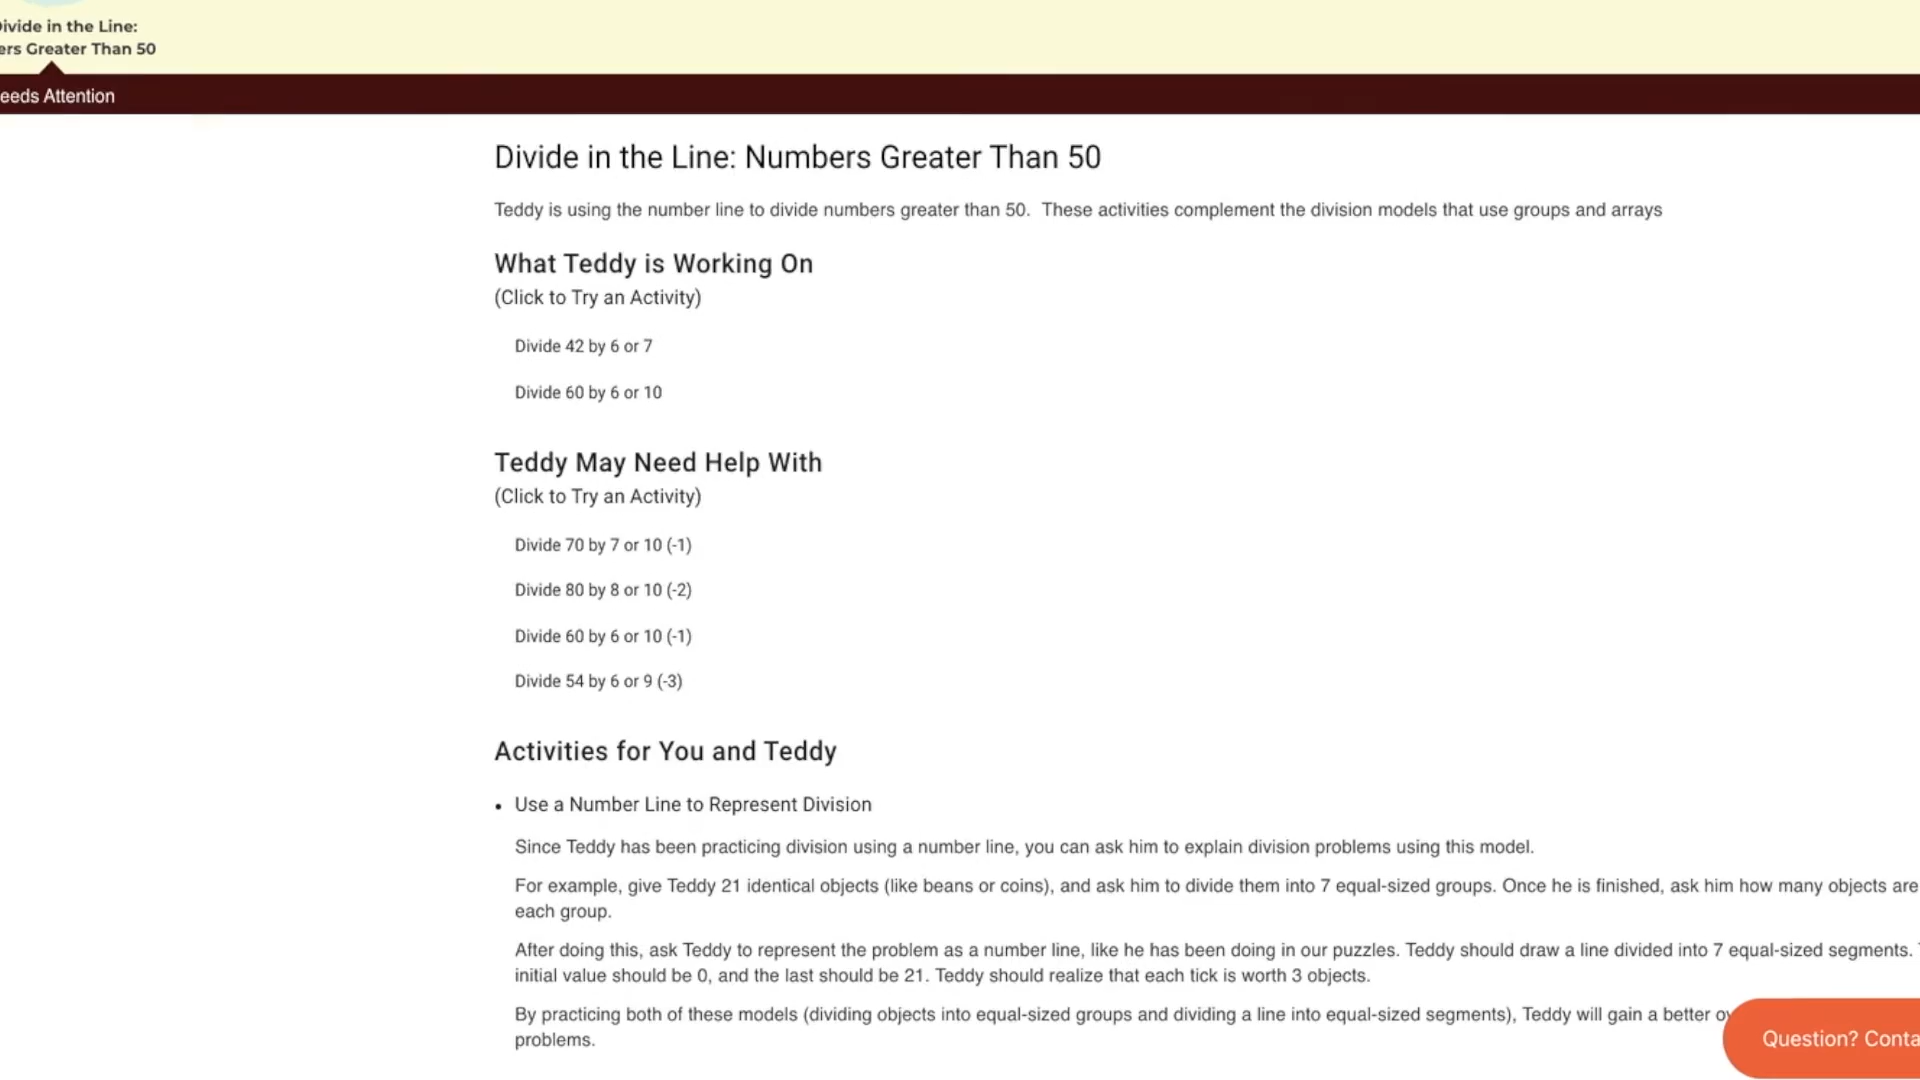 Divide in the Line:
ers Greater Than 50
eeds Attention
Divide in the Line: Numbers Greater Than 50
Teddy is using the number line to divide numbers greater than 50.  These activities complement the division models that use groups and arrays
What Teddy is Working On
(Click to Try an Activity)
Divide 42 by 6 or 7
Divide 60 by 6 or 10
Teddy May Need Help With
(Click to Try an Activity)
Divide 70 by 7 or 10 (-1)
Divide 80 by 8 or 10 (-2)
Divide 60 by 6 or 10 (-1)
Divide 54 by 6 or 9 (-3)
Activities for You and Teddy
• Use a Number Line to Represent Division
Since Teddy has been practicing division using a number line, you can ask him to explain division problems using this model.
For example, give Teddy 21 identical objects (like beans or coins), and ask him to divide them into 7 equal-sized groups. Once he is finished, ask him how many objects are
each group.
After doing this, ask Teddy to represent the problem as a number line, like he has been doing in our puzzles. Teddy should draw a line divided into 7 equal-sized segments.
initial value should be 0, and the last should be 21. Teddy should realize that each tick is worth 3 objects.
By practicing both of these models (dividing objects into equal-sized groups and dividing a line into equal-sized segments), Teddy will gain a better
problems.
Question? Conta